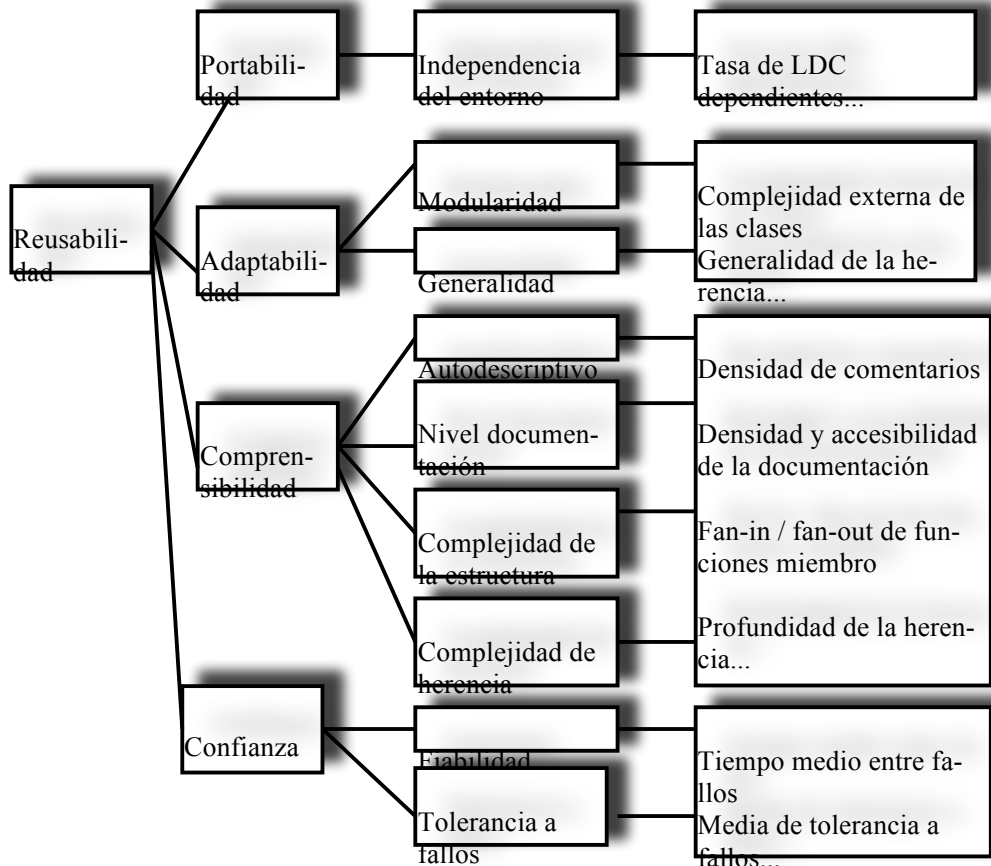 Portabili-
dad
Independencia
del entorno
Tasa de LDC
dependientes...
Reusabili-
dad
Adaptabili-
dad
Modularidad
Generalidad
Complejidad externa de
las clases
Generalidad de la he-
rencia...
Compren-
sibilidad
Autodescriptivo
Nivel documen-
tación
Complejidad de
la estructura
Complejidad de
herencia
Densidad de comentarios
Densidad y accesibilidad
de la documentación
Fan-in / fan-out de fun-
ciones miembro
Profundidad de la heren-
cia...
Confianza
Fiabilidad
Tolerancia a
fallos
Tiempo medio entre fa-
llos
Media de tolerancia a
fallos...